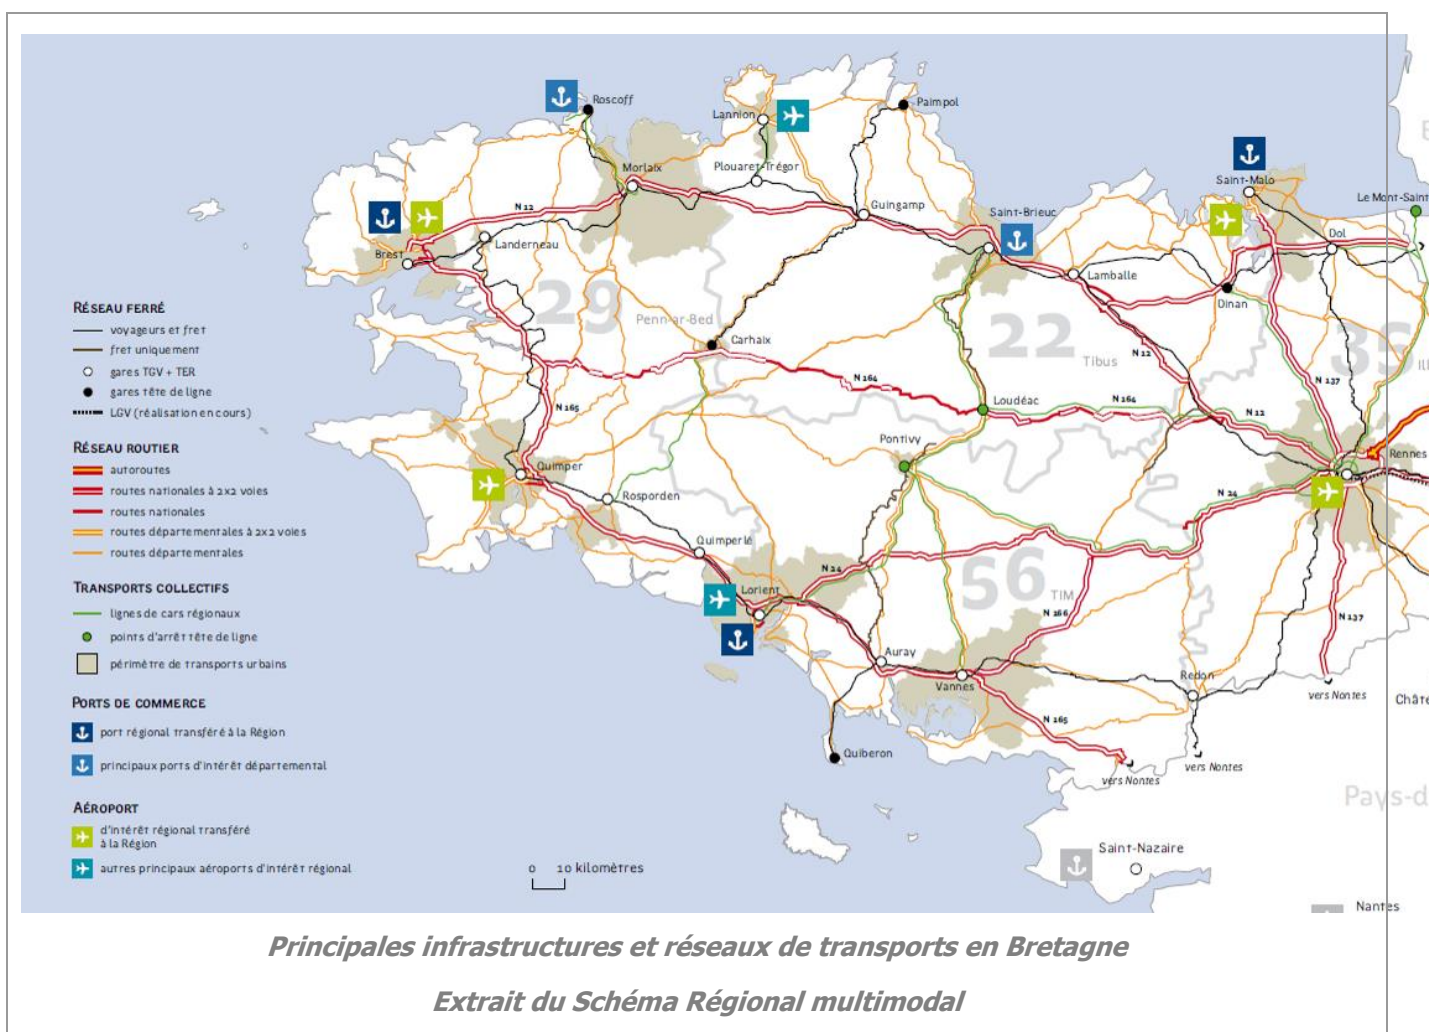 Roscoff
Paimpol
Lannion
Morlaix
Plouaret-Trégor
Saint-Malo
Le Mont-Saint
N 12
Guingamp
Saint-Brieuc
Dol
Landerneau
Brest
Lamballe
Dinan
29
Penn-ar-Bed
Carhaix
22
Tibus
N 12
35
Ill
N 137
N 164
N 164
Loudéac
N 165
N 12
Pontivy
Rennes
Quimper
Rosporden
N 24
Quimperlé
N 24
56
TIM
Lorient
N 166
N 137
Auray
Vannes
Redon
vers Nantes
Chât
N 165
Quiberon
vers Nantes
vers Nantes
Pays-d
Saint-Nazaire
Nantes
RÉSEAU FERRÉ
voyageurs et fret
fret uniquement
gares TGV + TER
gares tête de ligne
LGV (réalisation en cours)
RÉSEAU ROUTIER
autoroutes
routes nationales à 2x2 voies
routes nationales
routes départementales à 2x2 voies
routes départementales
TRANSPORTS COLLECTIFS
lignes de cars régionaux
points d'arrêt tête de ligne
périmètre de transports urbains
PORTS DE COMMERCE
port régional transféré à la Région
principaux ports d'intérêt départemental
AÉROPORT
d'intérêt régional transféré
à la Région
autres principaux aéroports d'intérêt régional
0 10 kilomètres
Principales infrastructures et réseaux de transports en Bretagne
Extrait du Schéma Régional multimodal